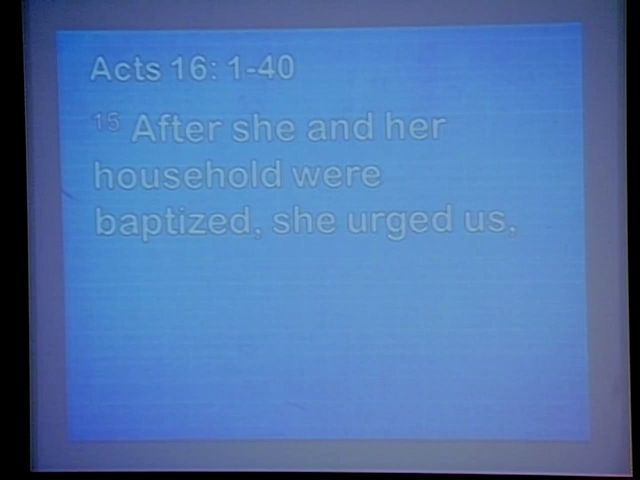 Acts 16: 1-40
15 After she and her
household were
baptized, she urged us,